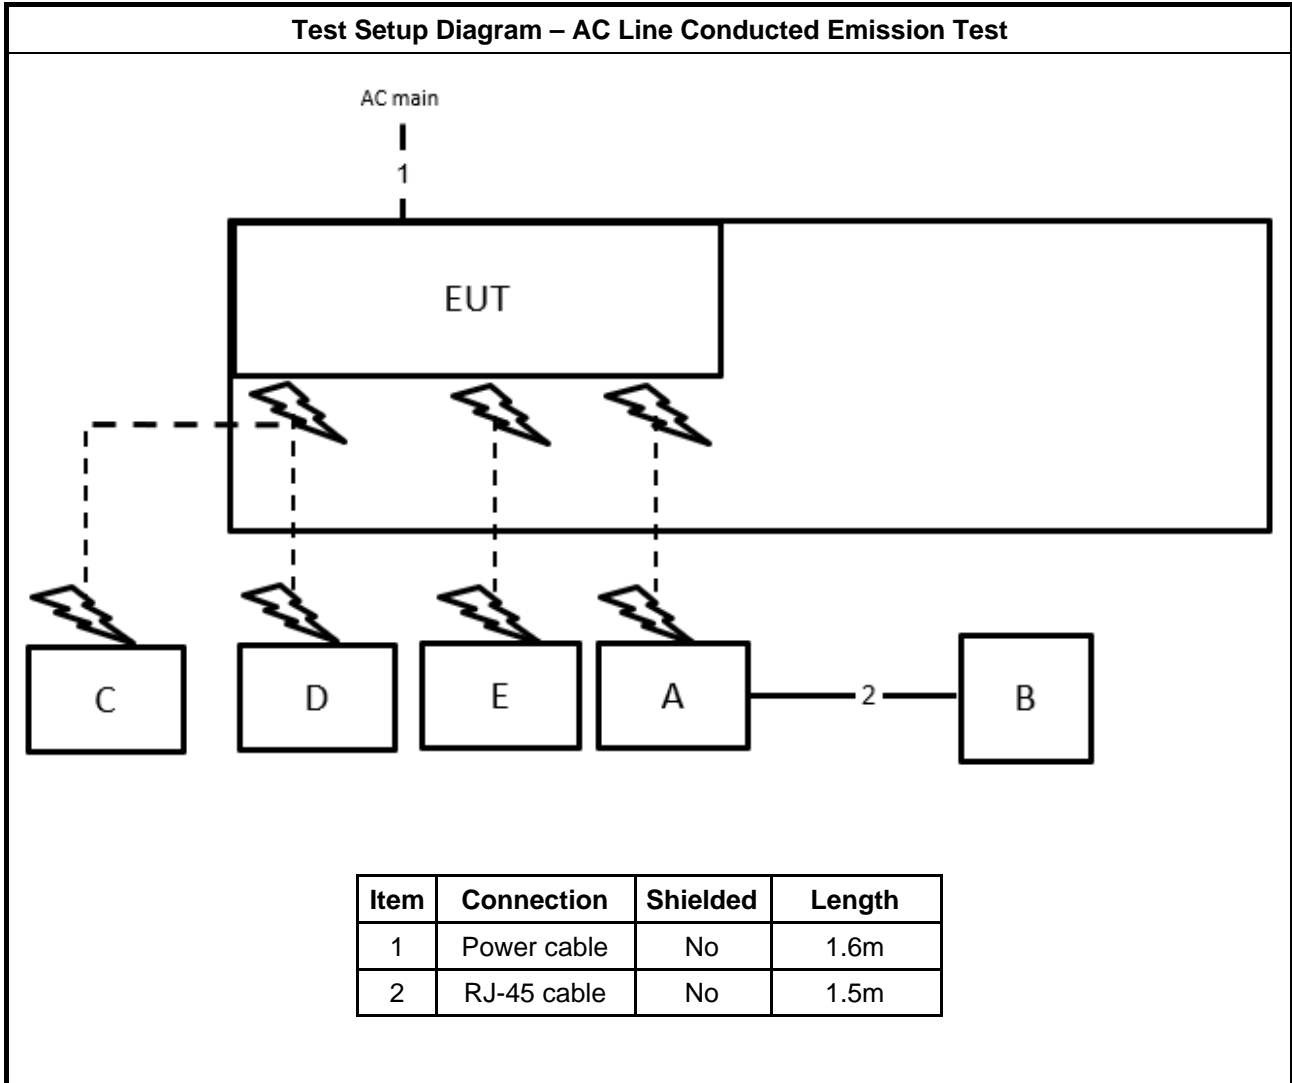 Test Setup Diagram – AC Line Conducted Emission Test
AC main
1
EUT
C
D
E
A
2
B
Item Connection Shielded Length
1 Power cable No 1.6m
2 RJ-45 cable No 1.5m